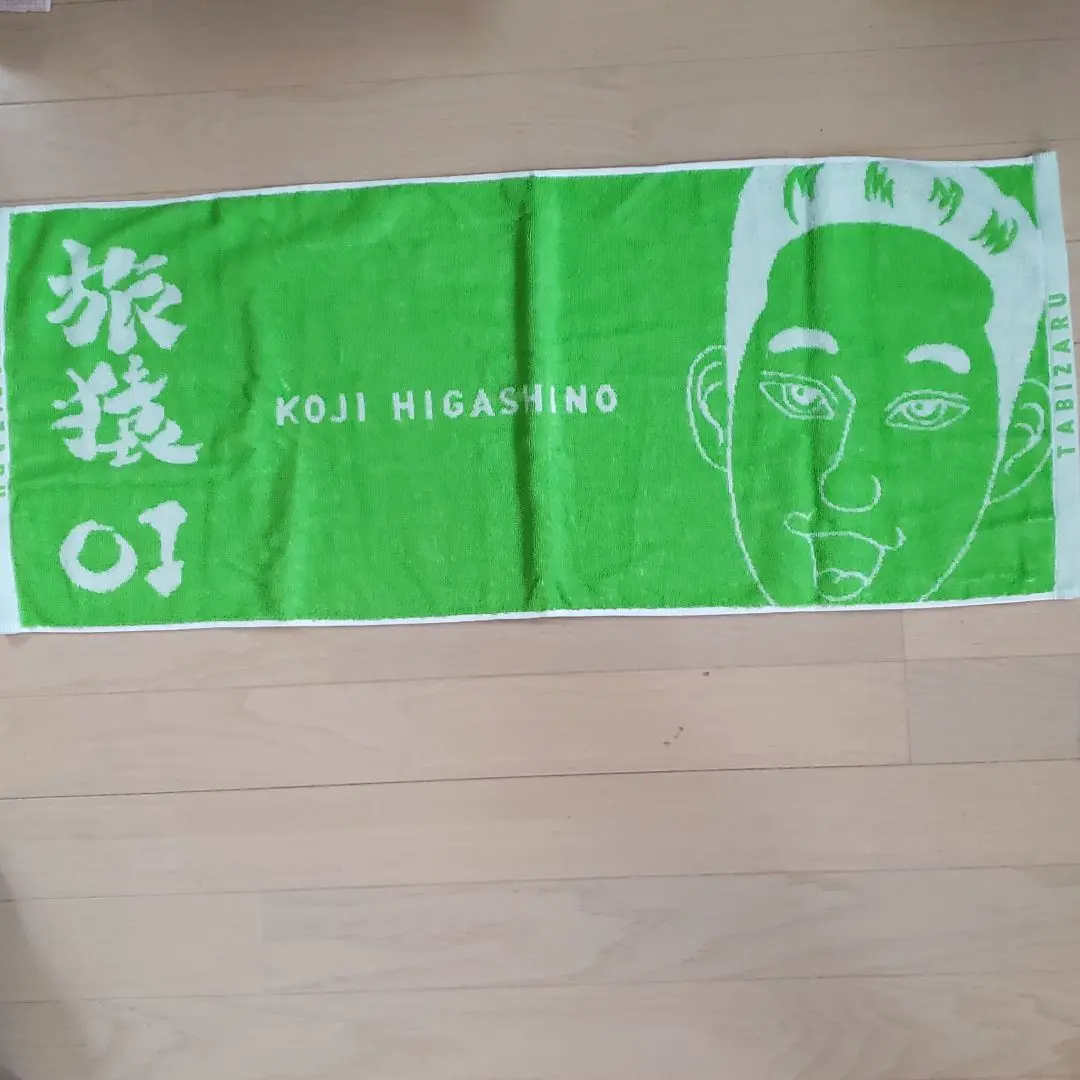 旅猿
01
KOJI HIGASHINO
TABIZARU